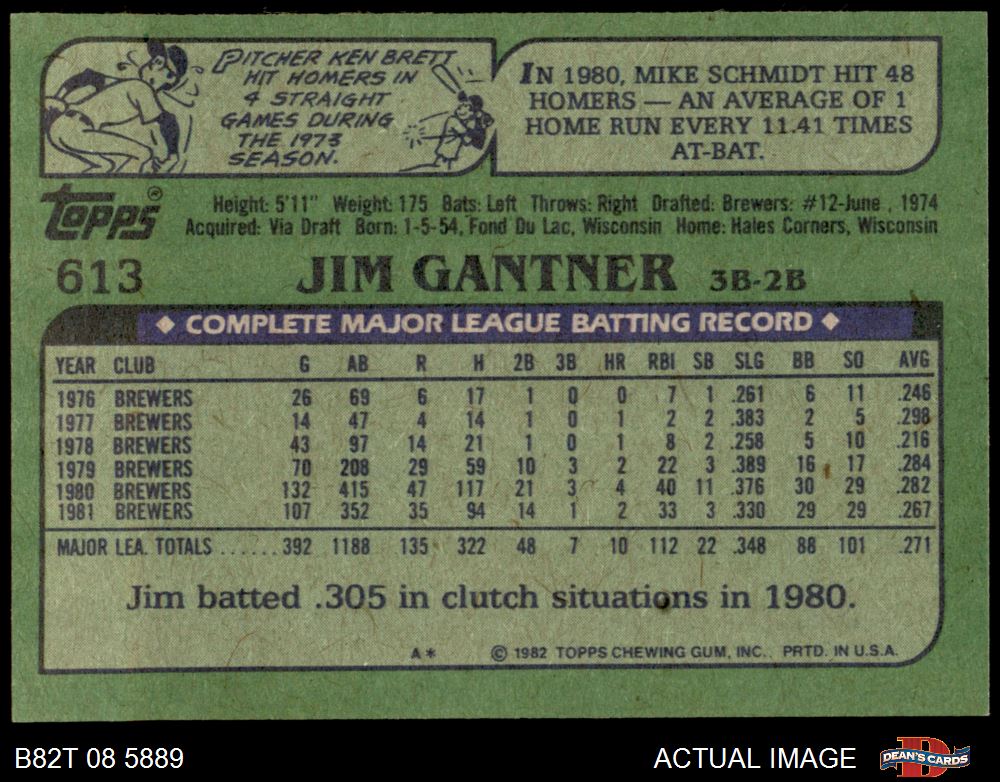 PITCHER KEN BRETT
HIT HOMERS IN
4 STRAIGHT
GAMES DURING
THE 1973
SEASON.
IN 1980, MIKE SCHMIDT HIT 48
HOMERS — AN AVERAGE OF 1
HOME RUN EVERY 11.41 TIMES
AT-BAT.
TOPPS®
Height: 5'11" Weight: 175 Bats: Left Throws: Right Drafted: Brewers: #12-June , 1974
Acquired: Via Draft Born: 1-5-54, Fond Du Lac, Wisconsin Home: Hales Corners, Wisconsin
613 JIM GANTNER 3B-2B
◆ COMPLETE MAJOR LEAGUE BATTING RECORD ◆
YEAR CLUB G AB R H 2B 3B HR RBI SB SLG BB SO AVG
1976 BREWERS 26 69 6 17 1 0 0 7 1 .261 6 11 .246
1977 BREWERS 14 47 4 14 1 0 1 2 2 .383 2 5 .298
1978 BREWERS 43 97 14 21 1 0 1 8 2 .258 5 10 .216
1979 BREWERS 70 208 29 59 10 3 2 22 3 .389 16 17 .284
1980 BREWERS 132 415 47 117 21 3 4 40 11 .376 30 29 .282
1981 BREWERS 107 352 35 94 14 1 2 33 3 .330 29 29 .267
MAJOR LEA. TOTALS ......392 1188 135 322 48 7 10 112 22 .348 88 101 .271
Jim batted .305 in clutch situations in 1980.
A* © 1982 TOPPS CHEWING GUM, INC. PRTD. IN U.S.A.
B82T 08 5889 ACTUAL IMAGE DEAN'S CARDS